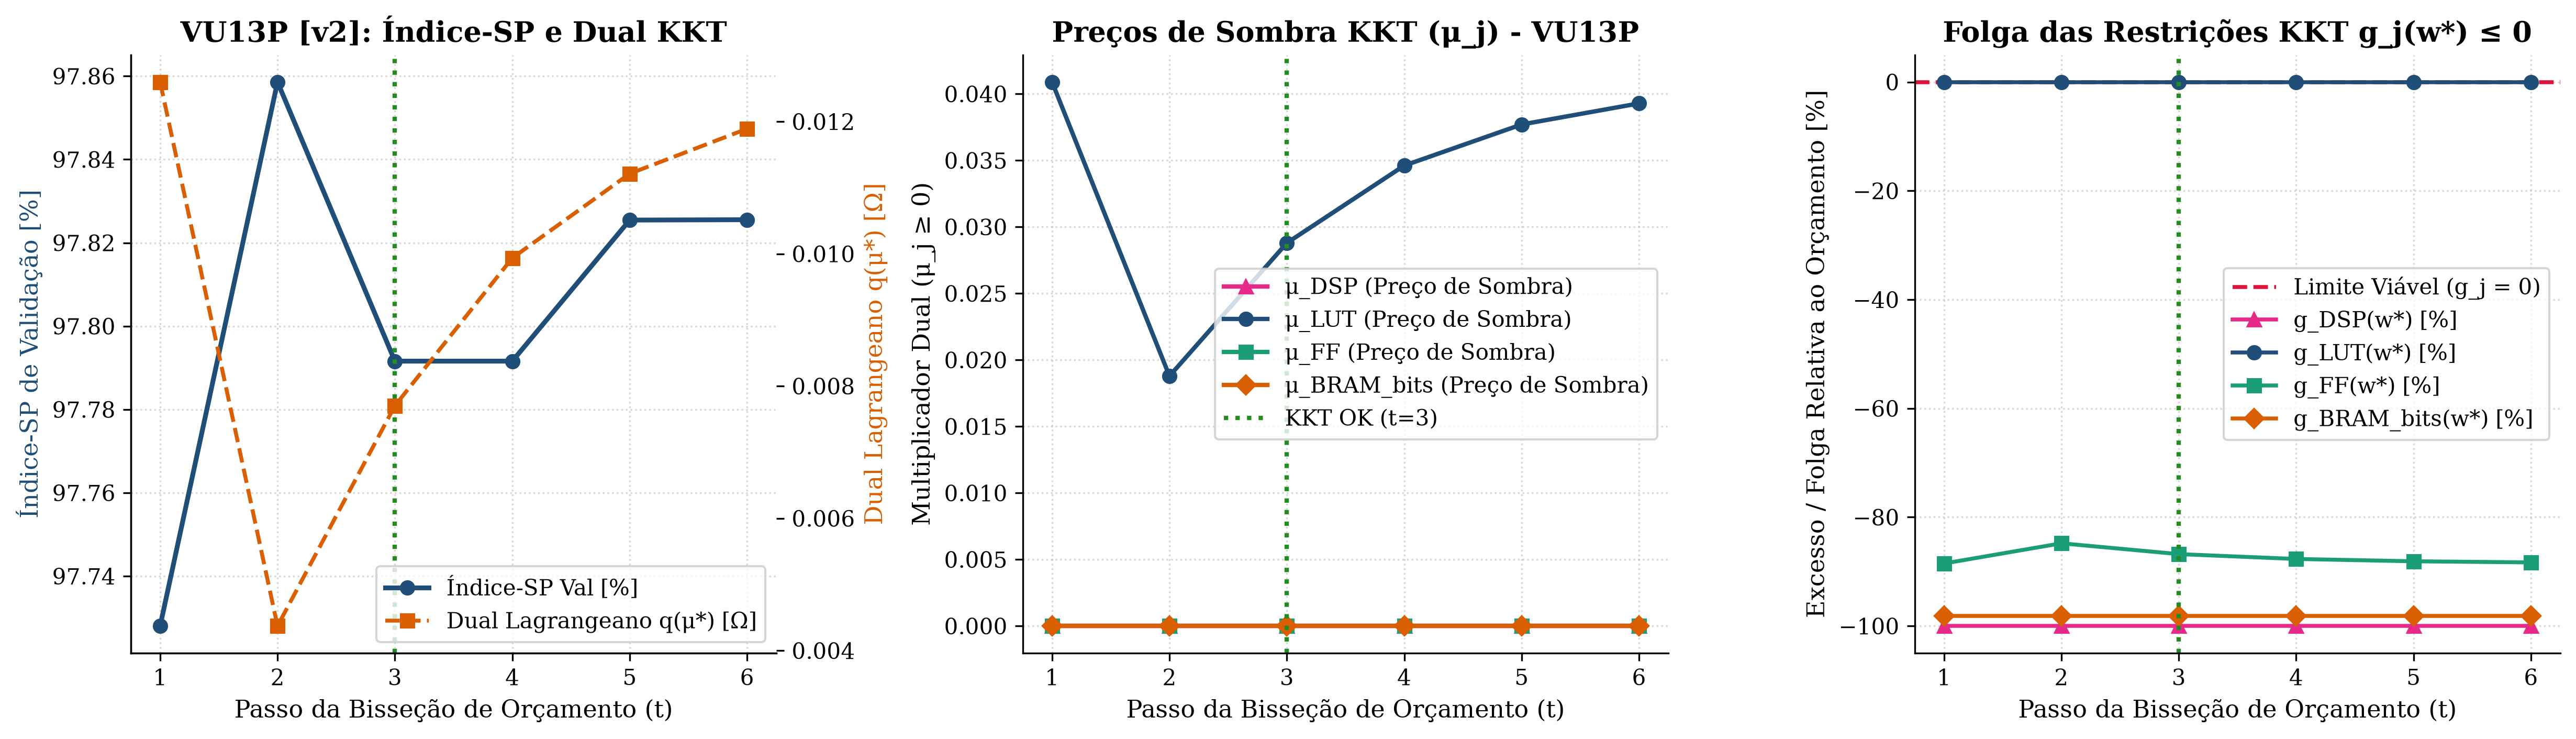 VU13P [v2]: Índice-SP e Dual KKT
Índice-SP de Validação [%]
97.86
97.84
97.82
97.80
97.78
97.76
97.74
0.012
0.010
0.008
0.006
0.004
Dual Lagrangeano q(μ*) [Ω]
Índice-SP Val [%]
Dual Lagrangeano q(μ*) [Ω]
1 2 3 4 5 6
Passo da Bisseção de Orçamento (t)
Preços de Sombra KKT (μ_j) - VU13P
Multiplicador Dual (μ_j ≥ 0)
0.040
0.035
0.030
0.025
0.020
0.015
0.010
0.005
0.000
μ_DSP (Preço de Sombra)
μ_LUT (Preço de Sombra)
μ_FF (Preço de Sombra)
μ_BRAM_bits (Preço de Sombra)
KKT OK (t=3)
1 2 3 4 5 6
Passo da Bisseção de Orçamento (t)
Folga das Restrições KKT g_j(w*) ≤ 0
Excesso / Folga Relativa ao Orçamento [%]
0
−20
−40
−60
−80
−100
Limite Viável (g_j = 0)
g_DSP(w*) [%]
g_LUT(w*) [%]
g_FF(w*) [%]
g_BRAM_bits(w*) [%]
1 2 3 4 5 6
Passo da Bisseção de Orçamento (t)